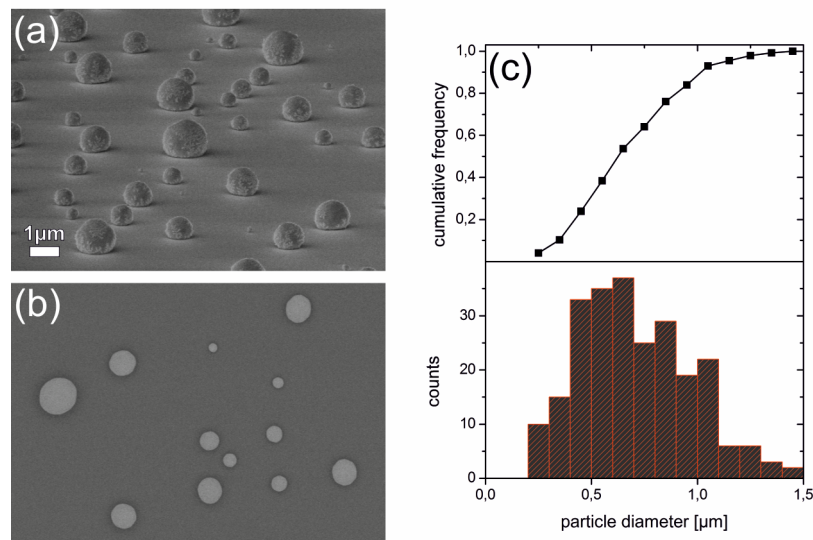 (a)
1µm
(b)
(c)
1,0
0,8
0,6
0,4
0,2
cumulative frequency
30
20
10
0
counts
0,0 0,5 1,0 1,5
particle diameter [µm]